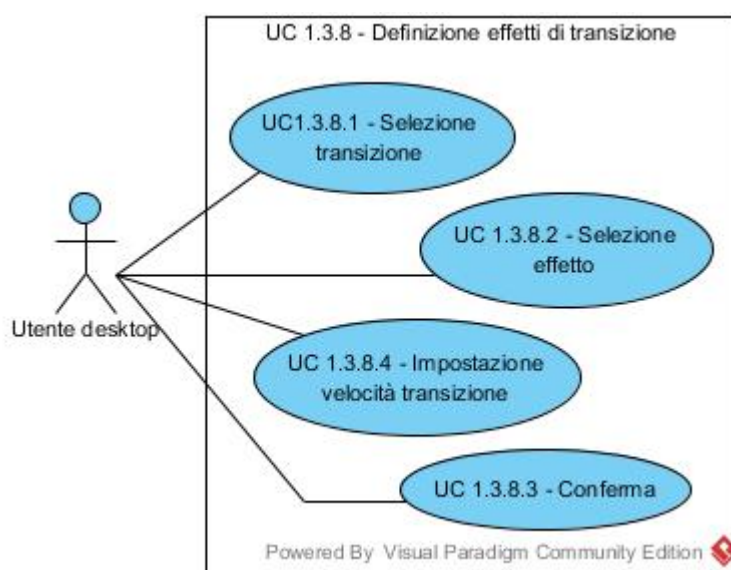 UC 1.3.8 - Definizione effetti di transizione
UC1.3.8.1 - Selezione
transizione
UC 1.3.8.2 - Selezione
effetto
Utente desktop
UC 1.3.8.4 - Impostazione
velocità transizione
UC 1.3.8.3 - Conferma
Powered By Visual Paradigm Community Edition